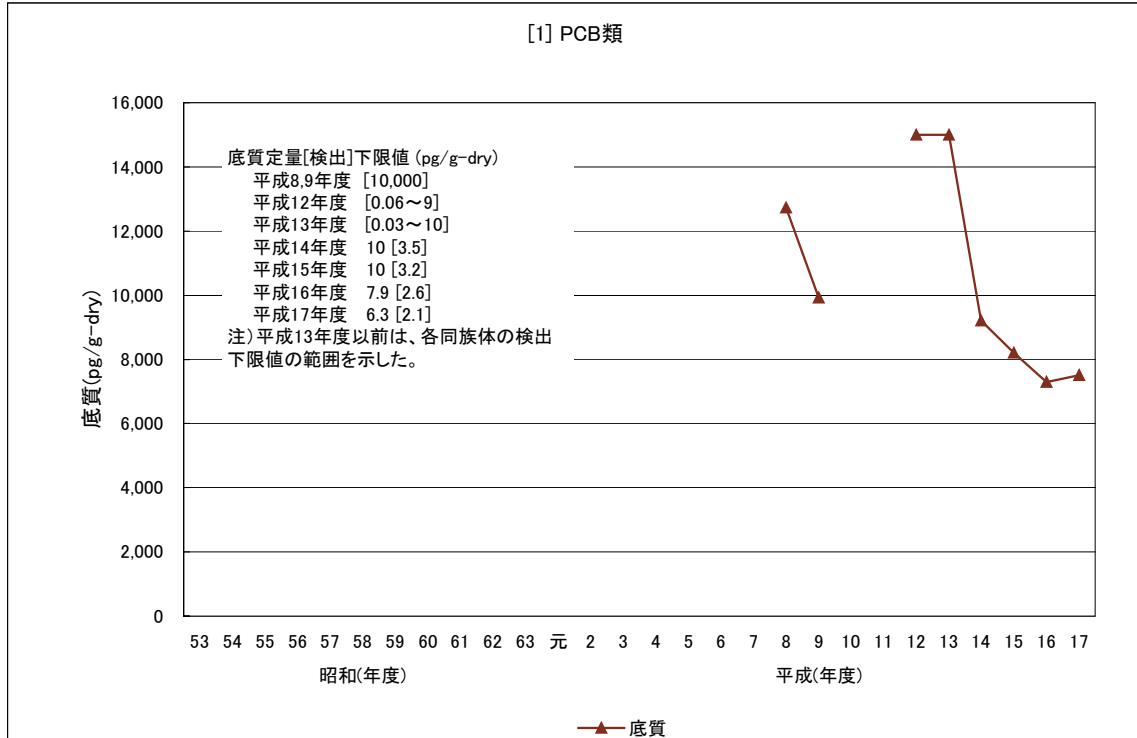 [1] PCB類
16,000
14,000
12,000
10,000
8,000
6,000
4,000
2,000
0
底質(pg/g-dry)
底質定量[検出]下限値 (pg/g-dry)
平成8,9年度 [10,000]
平成12年度 [0.06～9]
平成13年度 [0.03～10]
平成14年度 10 [3.5]
平成15年度 10 [3.2]
平成16年度 7.9 [2.6]
平成17年度 6.3 [2.1]
注)平成13年度以前は、各同族体の検出
下限値の範囲を示した。
53 54 55 56 57 58 59 60 61 62 63 元 2 3 4 5 6 7 8 9 10 11 12 13 14 15 16 17
昭和(年度) 平成(年度)
底質